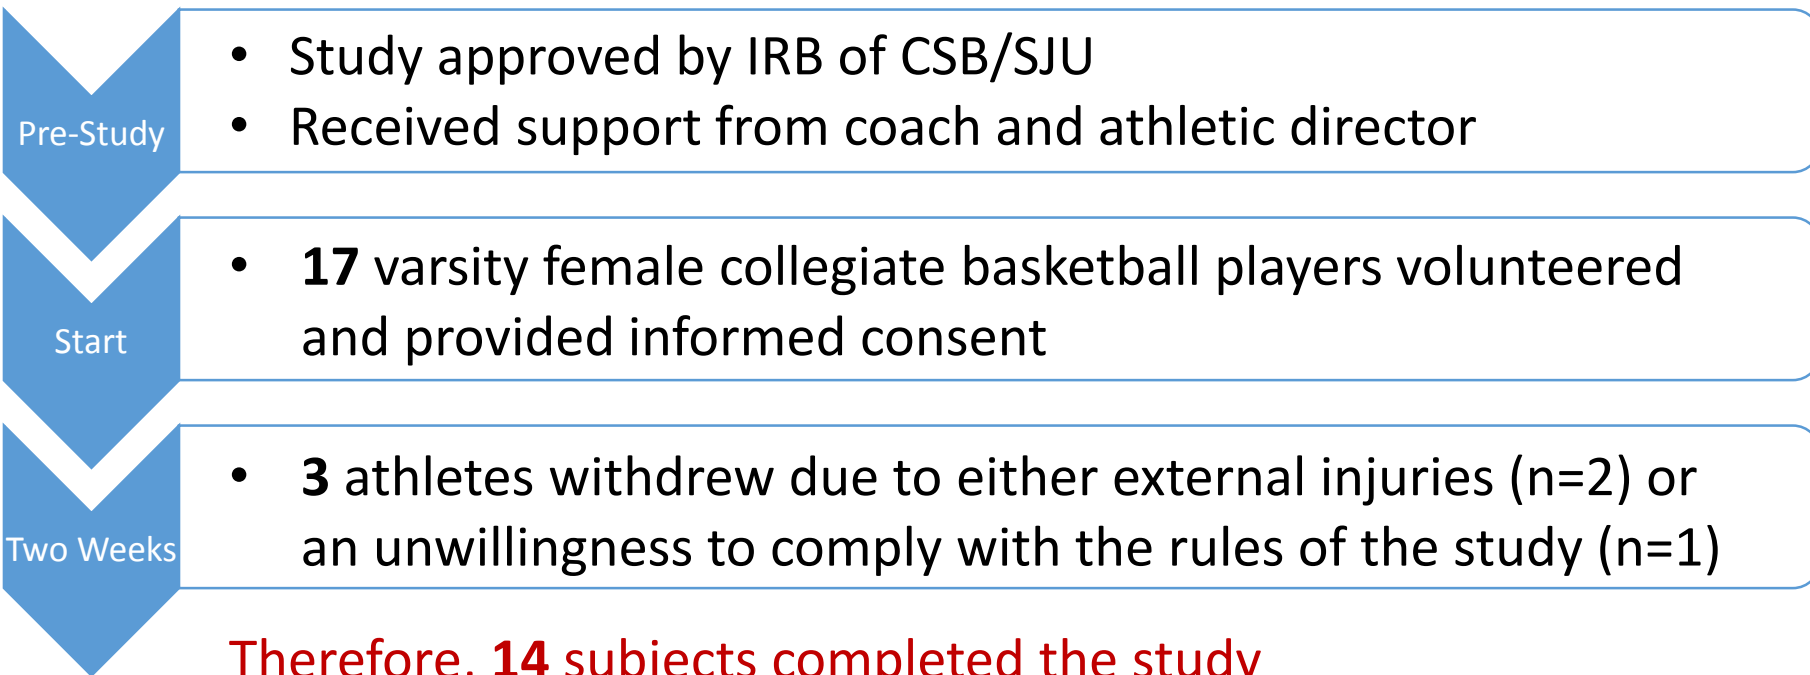 Pre-Study
• Study approved by IRB of CSB/SJU
• Received support from coach and athletic director
Start
• 17 varsity female collegiate basketball players volunteered
and provided informed consent
Two Weeks
• 3 athletes withdrew due to either external injuries (n=2) or
an unwillingness to comply with the rules of the study (n=1)
Therefore, 14 subjects completed the study